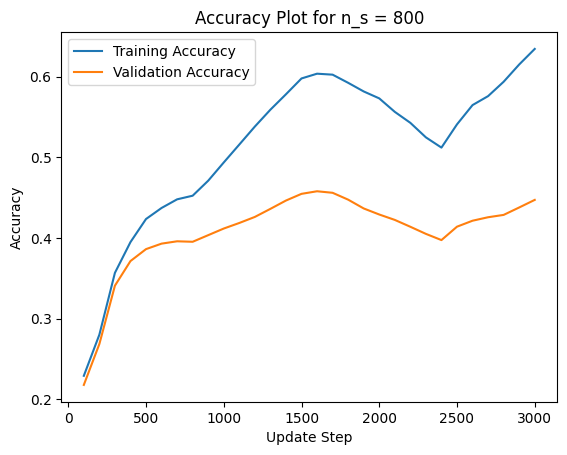 Accuracy Plot for n_s = 800
Training Accuracy
Validation Accuracy
0.6
0.5
0.4
0.3
0.2
Accuracy
0 500 1000 1500 2000 2500 3000
Update Step